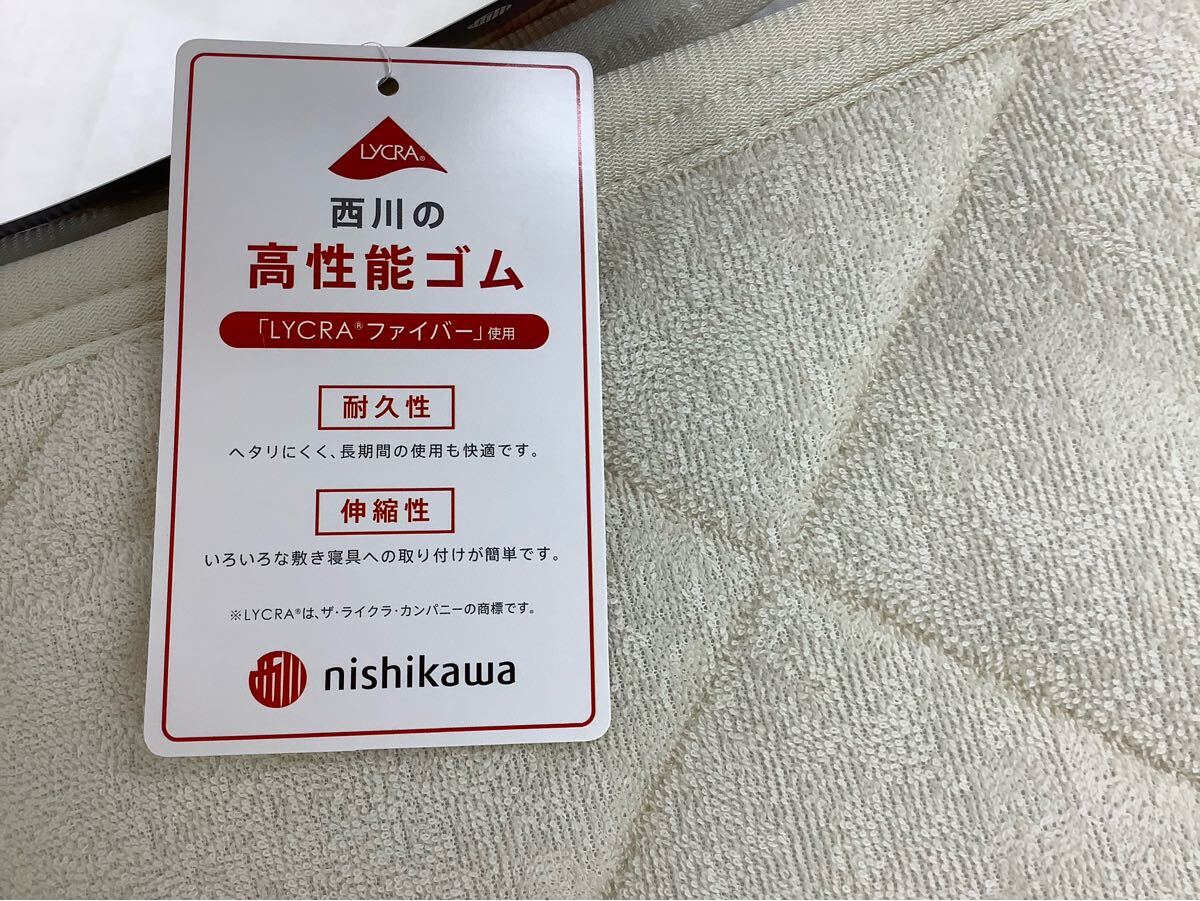 LYCRA®
西川の
高性能ゴム
「LYCRA®ファイバー」使用
耐久性
ヘタリにくく、長期間の使用も快適です。
伸縮性
いろいろな敷き寝具への取り付けが簡単です。
※LYCRA®は、ザ・ライクラ・カンパニーの商標です。
西川 nishikawa